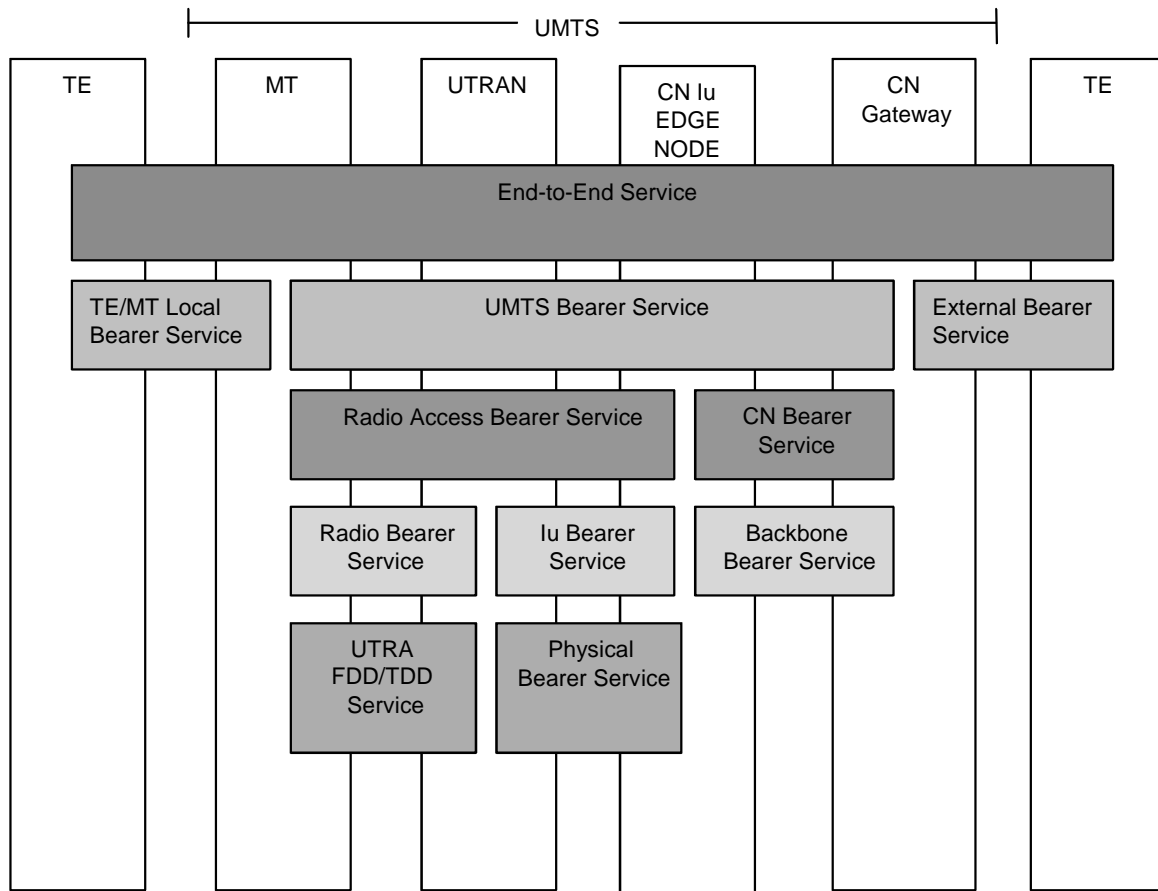 UMTS
TE
MT
UTRAN
CN Iu
EDGE
NODE
CN
Gateway
TE
End-to-End Service
TE/MT Local
Bearer Service
UMTS Bearer Service
External Bearer
Service
Radio Access Bearer Service
CN Bearer
Service
Radio Bearer
Service
Iu Bearer
Service
Backbone
Bearer Service
UTRA
FDD/TDD
Service
Physical
Bearer Service